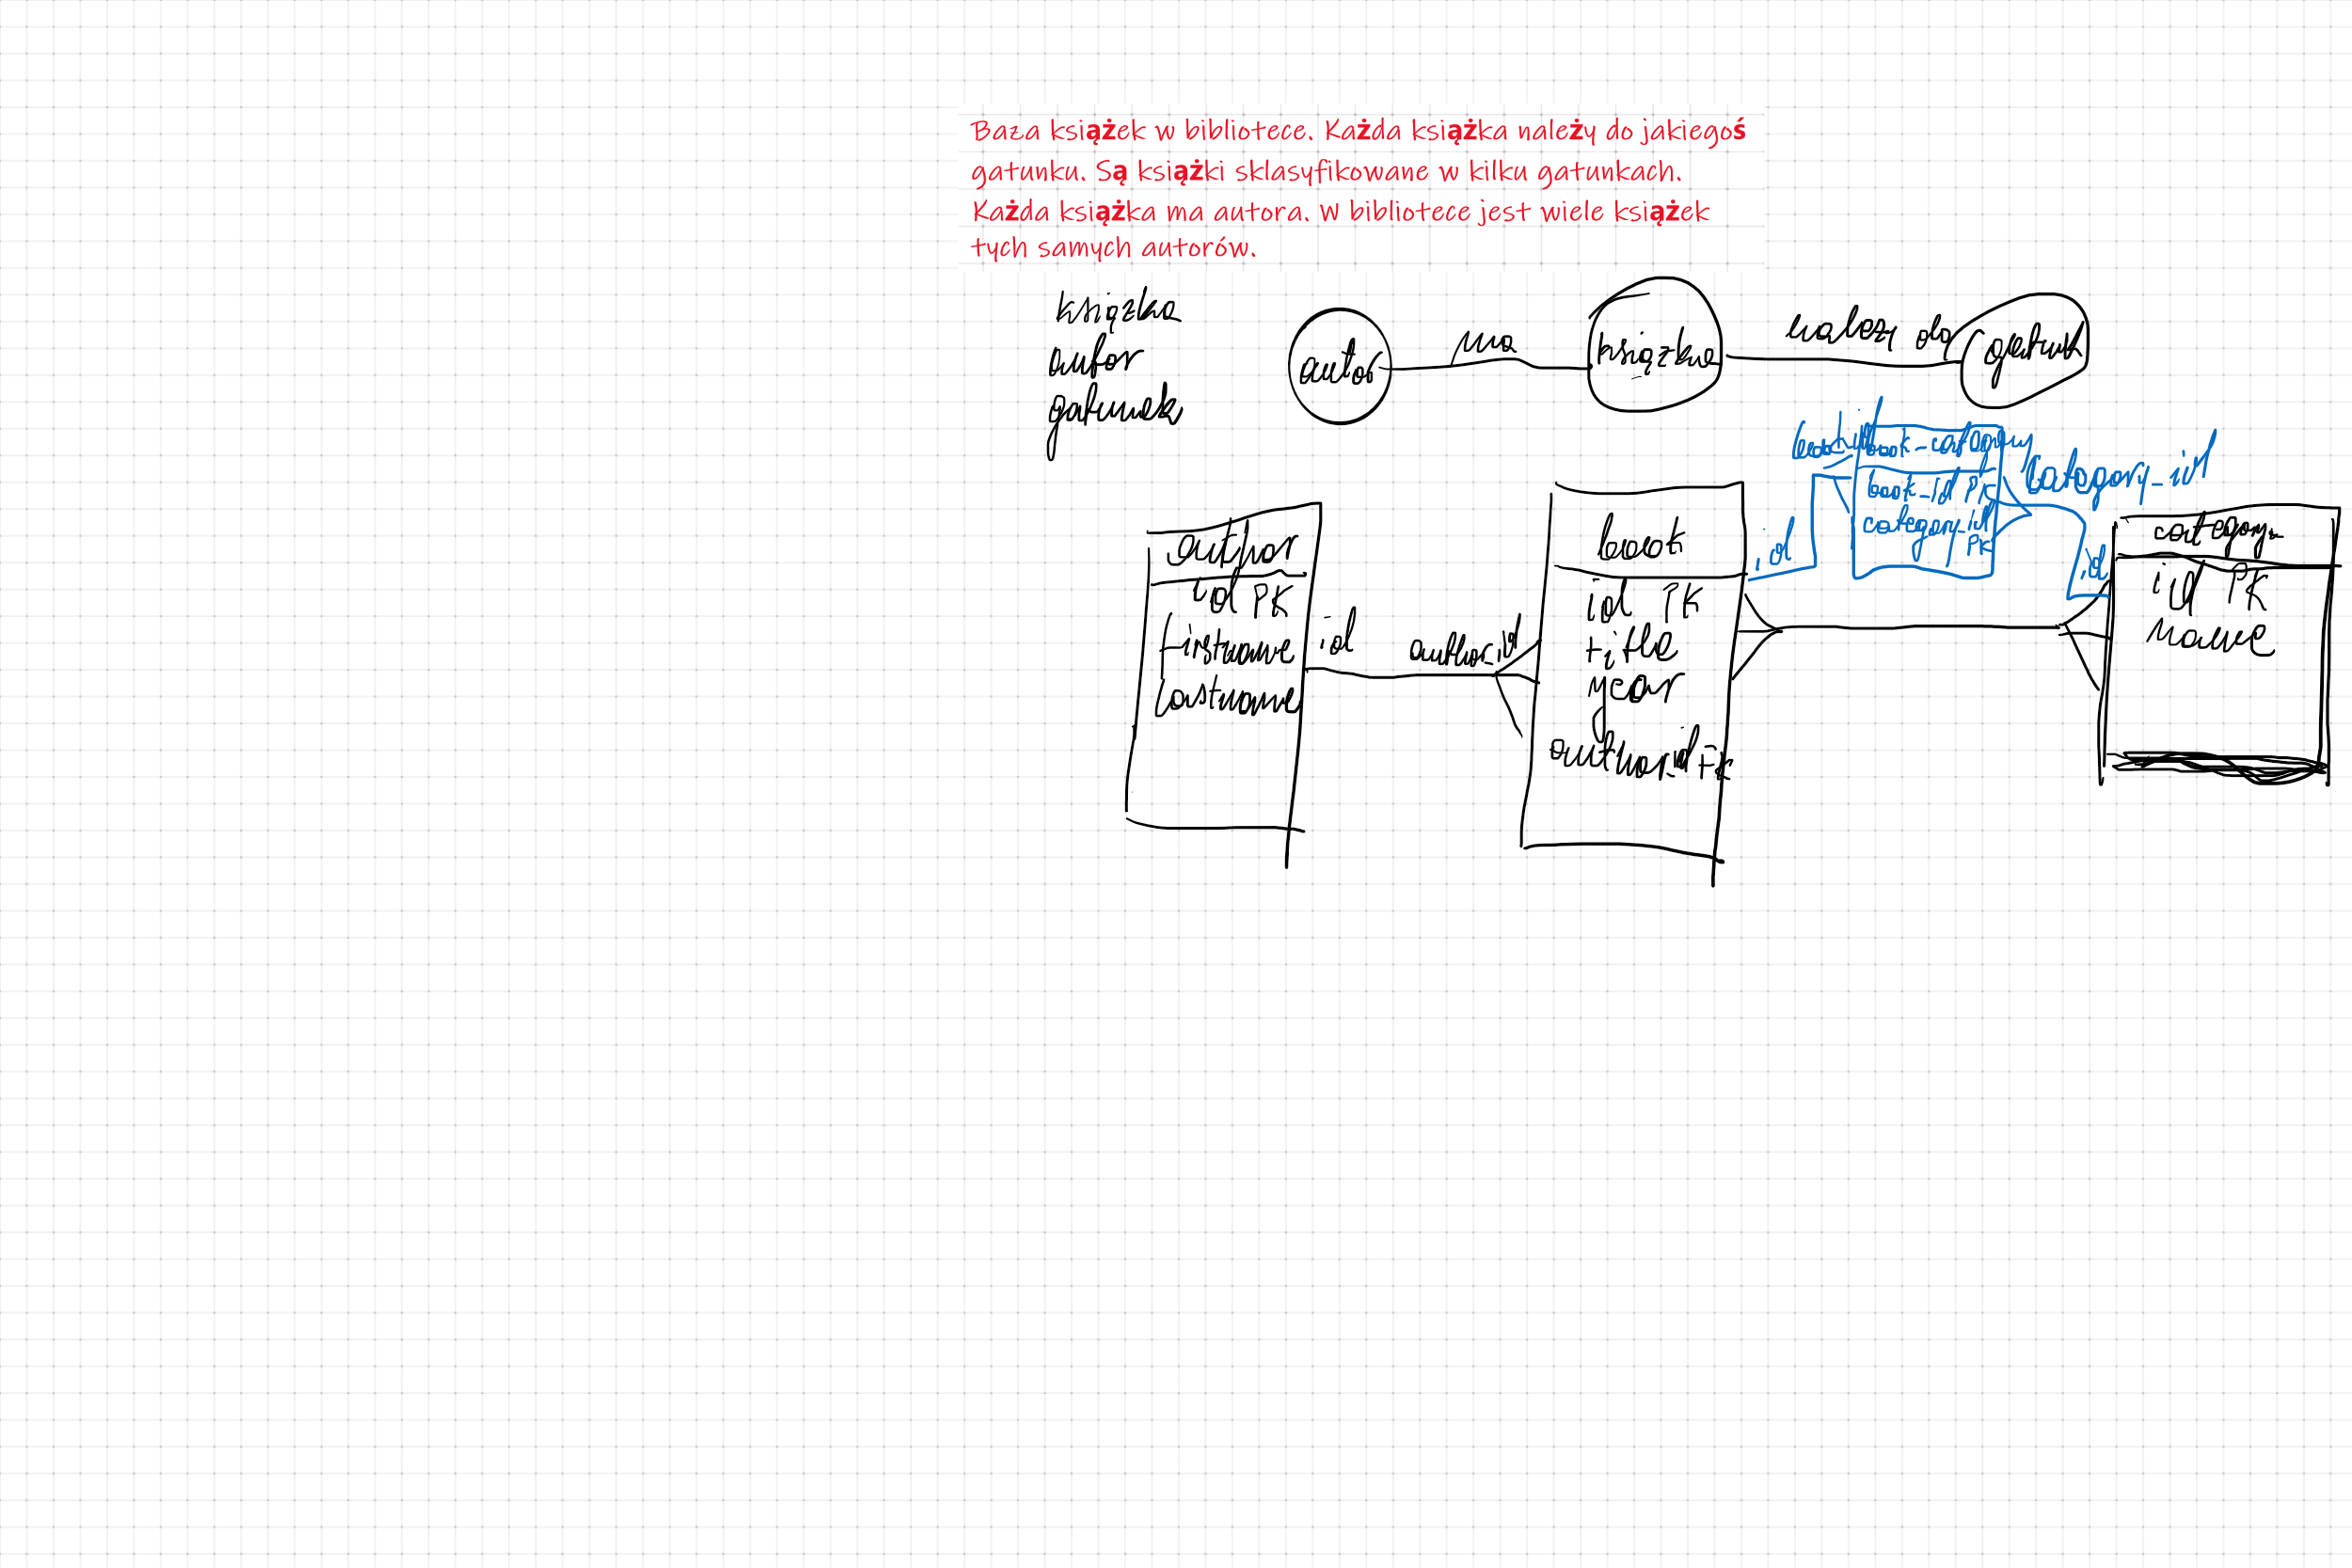 Baza książek w bibliotece. Każda książka należy do jakiegoś
gatunku. Są książki sklasyfikowane w kilku gatunkach.
Każda książka ma autora. W bibliotece jest wiele książek
tych samych autorów.
książka
autor
gatunek
autor
ma
książka
należy do
gatunek
author
id PK
firstname
lastname
id
author_id
book
id PK
title
year
author_id FK
id
book_id
book_category
book_id PK
category_id
PK
category_id
id
category
id PK
name